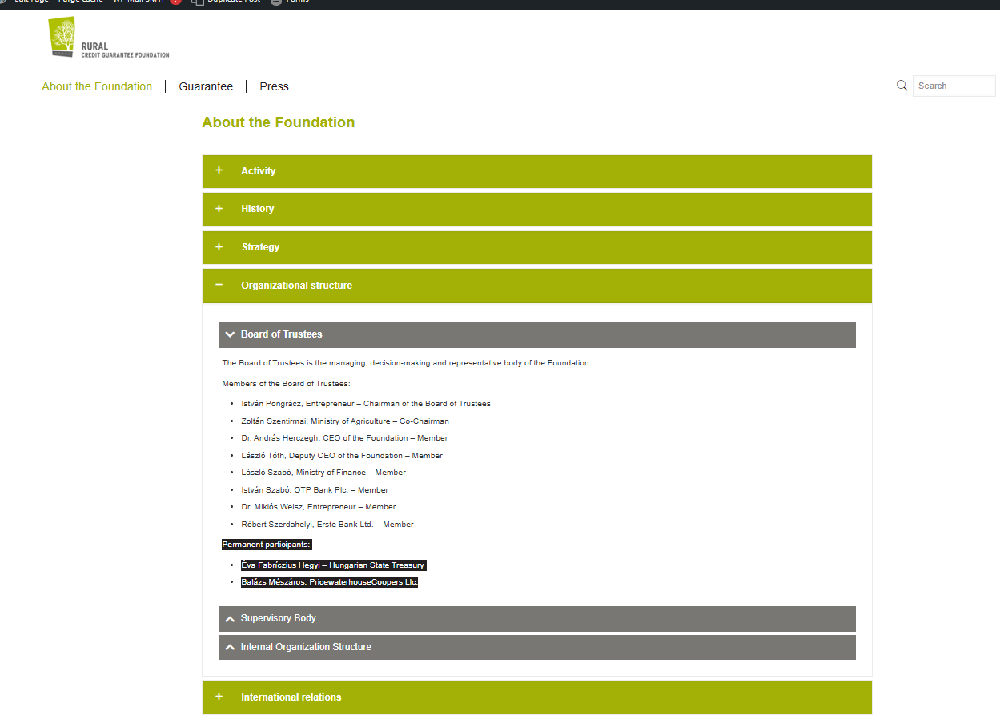 Edit Page Purge cache WP Mail SMTP Duplicate Post Forms
RURAL
CREDIT GUARANTEE FOUNDATION
About the Foundation | Guarantee | Press
Search
About the Foundation
+ Activity
+ History
+ Strategy
− Organizational structure
Board of Trustees
The Board of Trustees is the managing, decision-making and representative body of the Foundation.
Members of the Board of Trustees:
• István Pongrácz, Entrepreneur – Chairman of the Board of Trustees
• Zoltán Szentirmai, Ministry of Agriculture – Co-Chairman
• Dr. András Herczegh, CEO of the Foundation – Member
• László Tóth, Deputy CEO of the Foundation – Member
• László Szabó, Ministry of Finance – Member
• István Szabó, OTP Bank Plc. – Member
• Dr. Miklós Weisz, Entrepreneur – Member
• Róbert Szerdahelyi, Erste Bank Ltd. – Member
Permanent participants:
• Éva Fabríczius Hegyi – Hungarian State Treasury
• Balázs Mészáros, PricewaterhouseCoopers Llc.
Supervisory Body
Internal Organization Structure
+ International relations